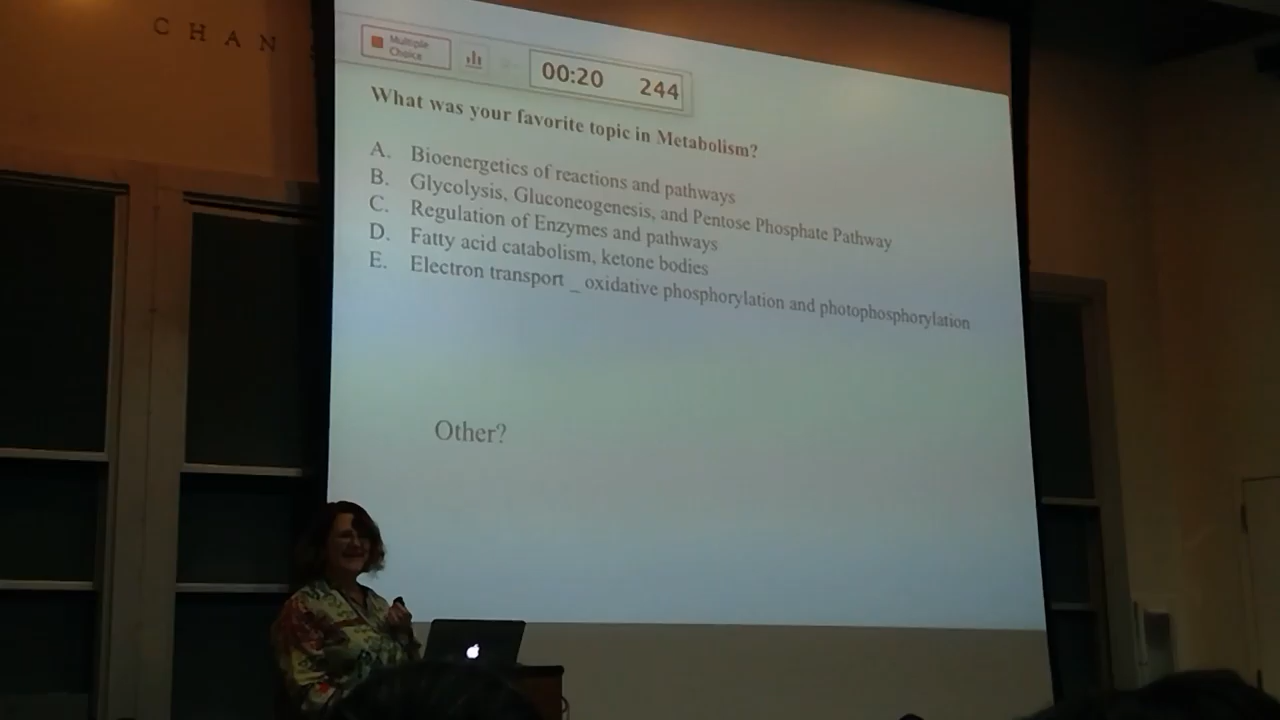 CHAN
Multiple
Choice
00:20 244
What was your favorite topic in Metabolism?
A. Bioenergetics of reactions and pathways
B. Glycolysis, Gluconeogenesis, and Pentose Phosphate Pathway
C. Regulation of Enzymes and pathways
D. Fatty acid catabolism, ketone bodies
E. Electron transport _ oxidative phosphorylation and photophosphorylation
Other?